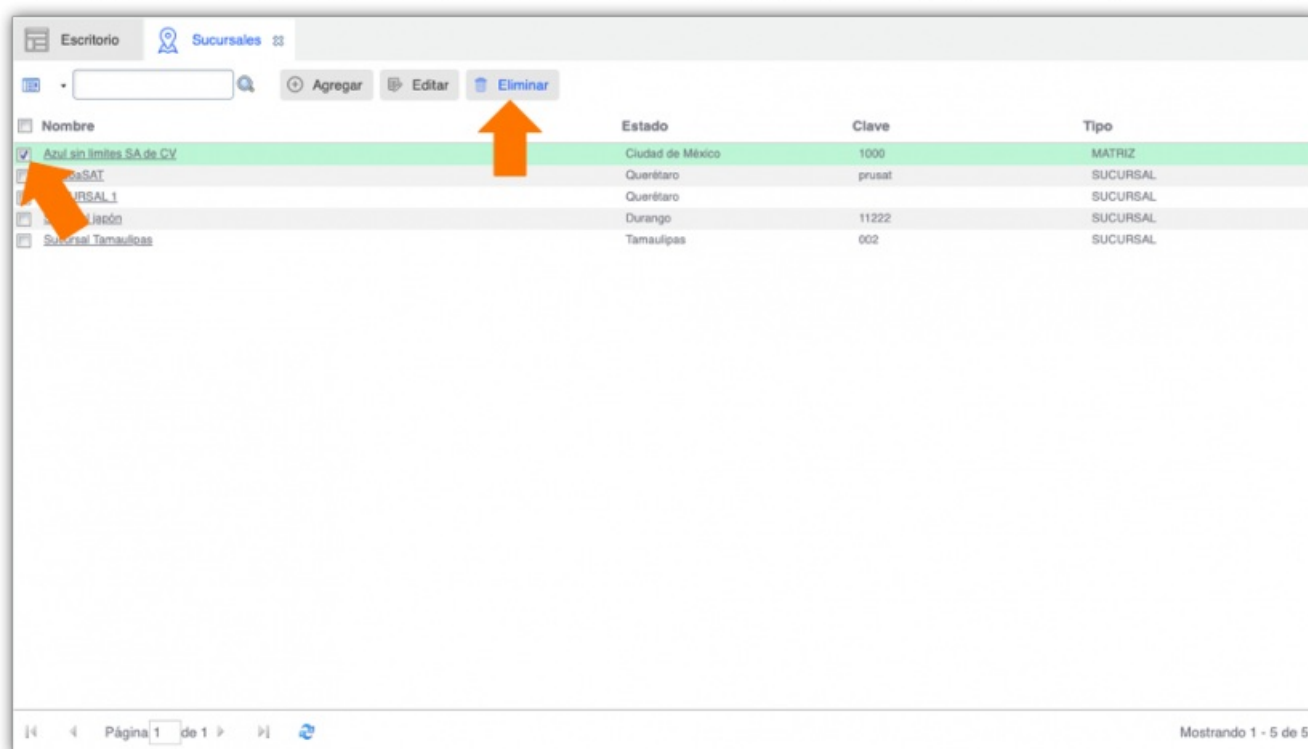 Escritorio Sucursales
Agregar Editar Eliminar
Nombre Estado Clave Tipo
Azul sin limites SA de CV Ciudad de México 1000 MATRIZ
Querétaro prusat SUCURSAL
Querétaro SUCURSAL
japón Durango 11222 SUCURSAL
Sucursal Tamaulipas Tamaulipas 002 SUCURSAL
Página 1 de 1 Mostrando 1 - 5 de 5